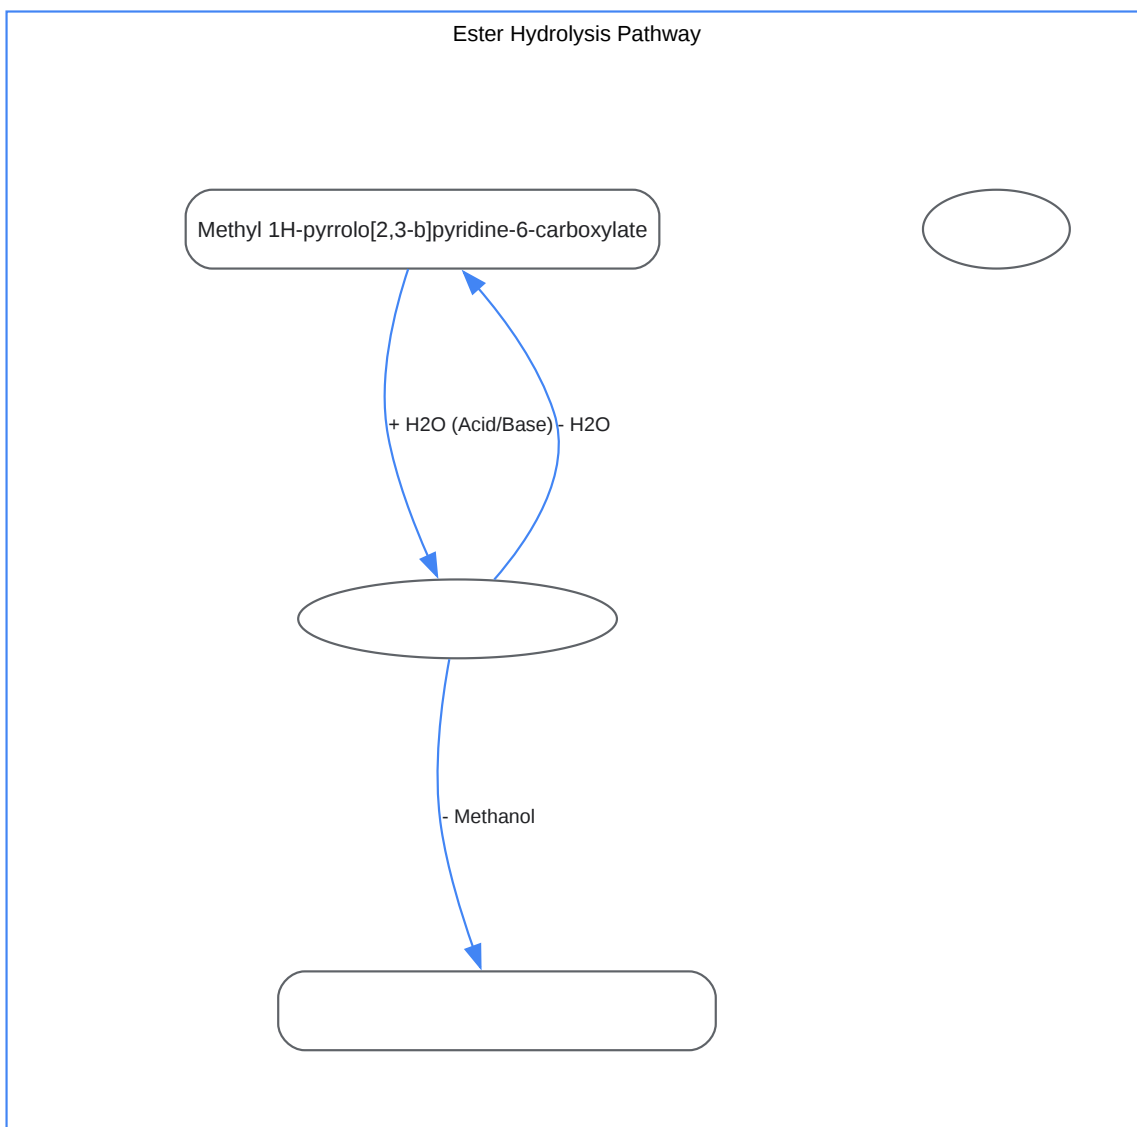 Ester Hydrolysis Pathway
Methyl 1H-pyrrolo[2,3-b]pyridine-6-carboxylate
+ H2O (Acid/Base)
- H2O
- Methanol